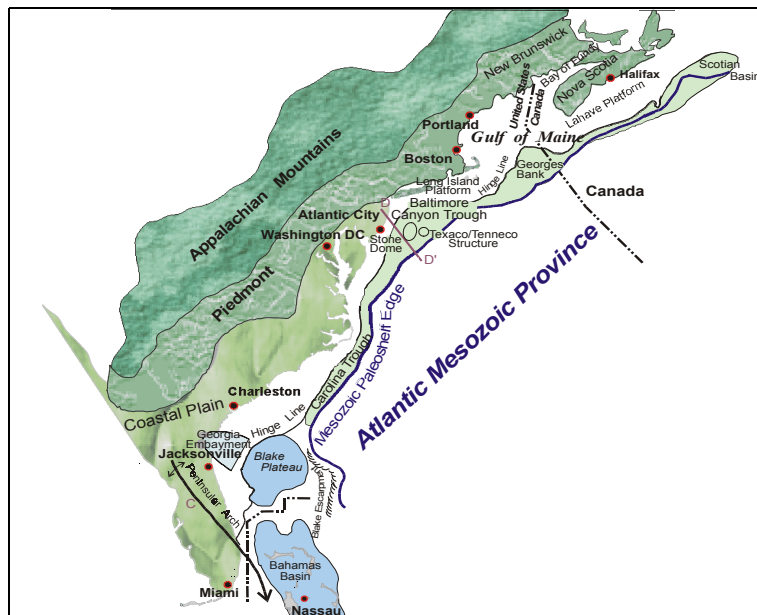 New Brunswick
Bay of Fundy
Nova Scotia
Halifax
Scotian
Basin
United States
Canada
Lahave Platform
Portland
Gulf of Maine
Boston
Hinge Line
Georges
Bank
Canada
Appalachian Mountains
Long Island
Platform
D
Baltimore
Canyon Trough
Atlantic City
Washington DC
Stone
Dome
Texaco/Tenneco
Structure
D'
Piedmont
Atlantic Mesozoic Province
Mesozoic Paleoshelf Edge
Carolina Trough
Charleston
Coastal Plain
Hinge Line
Georgia
Embayment
Jacksonville
Blake
Plateau
Peninsular Arch
C
Blake Escarpment
Bahamas
Basin
Miami
Nassau